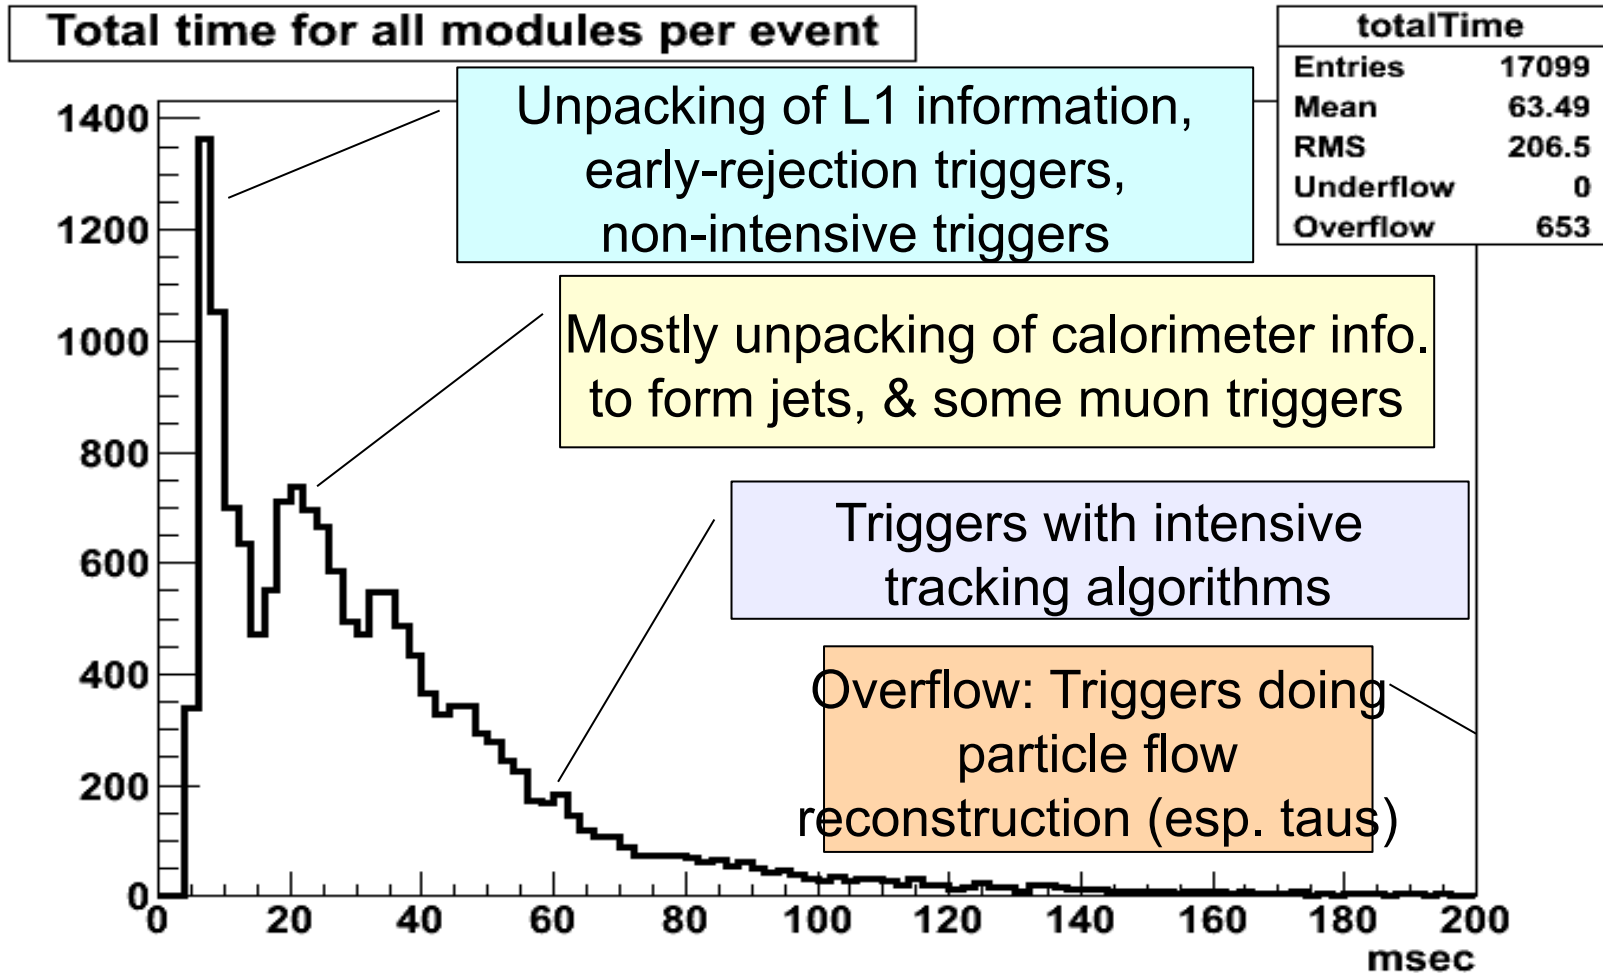 Total time for all modules per event
totalTime
Entries 17099
Mean 63.49
RMS 206.5
Underflow 0
Overflow 653
Unpacking of L1 information,
early-rejection triggers,
non-intensive triggers
Mostly unpacking of calorimeter info.
to form jets, & some muon triggers
Triggers with intensive
tracking algorithms
Overflow: Triggers doing
particle flow
reconstruction (esp. taus)
1400
1200
1000
800
600
400
200
0
0 20 40 60 80 100 120 140 160 180 200
msec